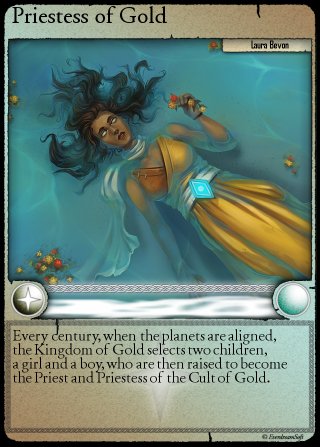 Priestess of Gold
Laura Bevon
Every century, when the planets are aligned,
the Kingdom of Gold selects two children,
a girl and a boy, who are then raised to become
the Priest and Priestess of the Cult of Gold.
© EverdreamSoft